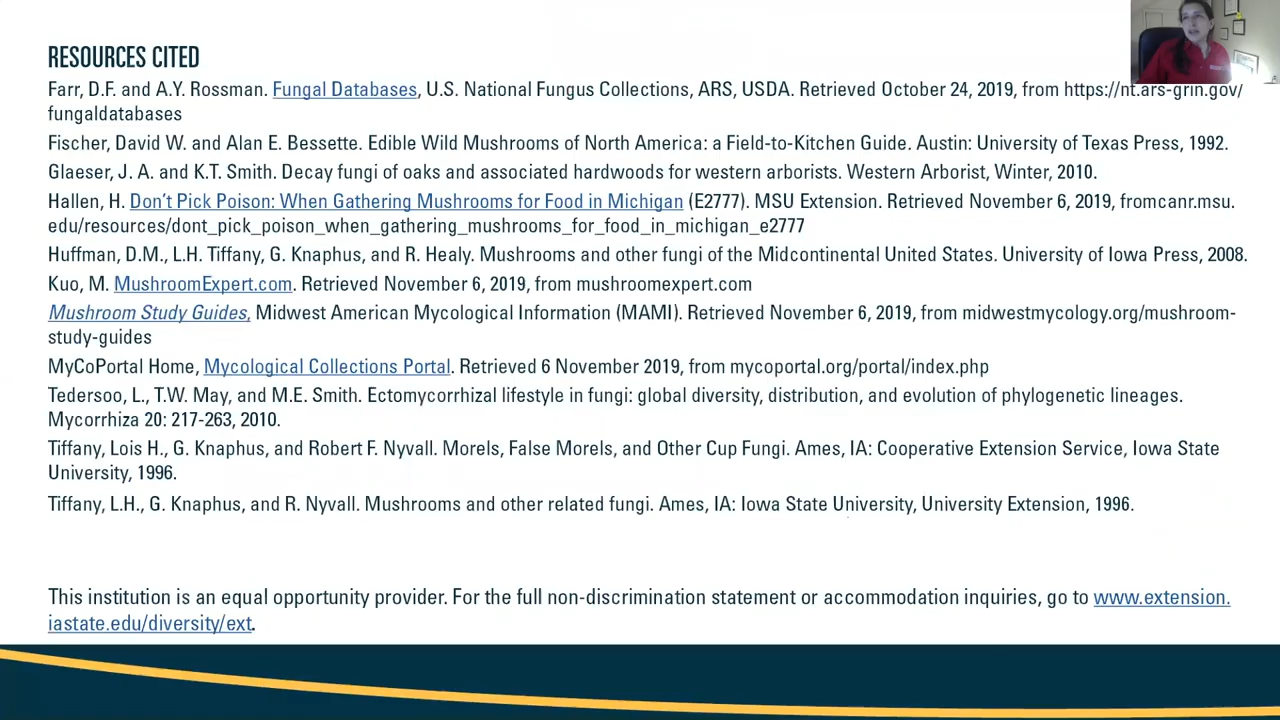 RESOURCES CITED
Farr, D.F. and A.Y. Rossman. Fungal Databases, U.S. National Fungus Collections, ARS, USDA. Retrieved October 24, 2019, from https://nt.ars-grin.gov/
fungaldatabases
Fischer, David W. and Alan E. Bessette. Edible Wild Mushrooms of North America: a Field-to-Kitchen Guide. Austin: University of Texas Press, 1992.
Glaeser, J. A. and K.T. Smith. Decay fungi of oaks and associated hardwoods for western arborists. Western Arborist, Winter, 2010.
Hallen, H. Don't Pick Poison: When Gathering Mushrooms for Food in Michigan (E2777). MSU Extension. Retrieved November 6, 2019, fromcanr.msu.
edu/resources/dont_pick_poison_when_gathering_mushrooms_for_food_in_michigan_e2777
Huffman, D.M., L.H. Tiffany, G. Knaphus, and R. Healy. Mushrooms and other fungi of the Midcontinental United States. University of Iowa Press, 2008.
Kuo, M. MushroomExpert.com. Retrieved November 6, 2019, from mushroomexpert.com
Mushroom Study Guides, Midwest American Mycological Information (MAMI). Retrieved November 6, 2019, from midwestmycology.org/mushroom-
study-guides
MyCoPortal Home, Mycological Collections Portal. Retrieved 6 November 2019, from mycoportal.org/portal/index.php
Tedersoo, L., T.W. May, and M.E. Smith. Ectomycorrhizal lifestyle in fungi: global diversity, distribution, and evolution of phylogenetic lineages.
Mycorrhiza 20: 217-263, 2010.
Tiffany, Lois H., G. Knaphus, and Robert F. Nyvall. Morels, False Morels, and Other Cup Fungi. Ames, IA: Cooperative Extension Service, Iowa State
University, 1996.
Tiffany, L.H., G. Knaphus, and R. Nyvall. Mushrooms and other related fungi. Ames, IA: Iowa State University, University Extension, 1996.
This institution is an equal opportunity provider. For the full non-discrimination statement or accommodation inquiries, go to www.extension.
iastate.edu/diversity/ext.